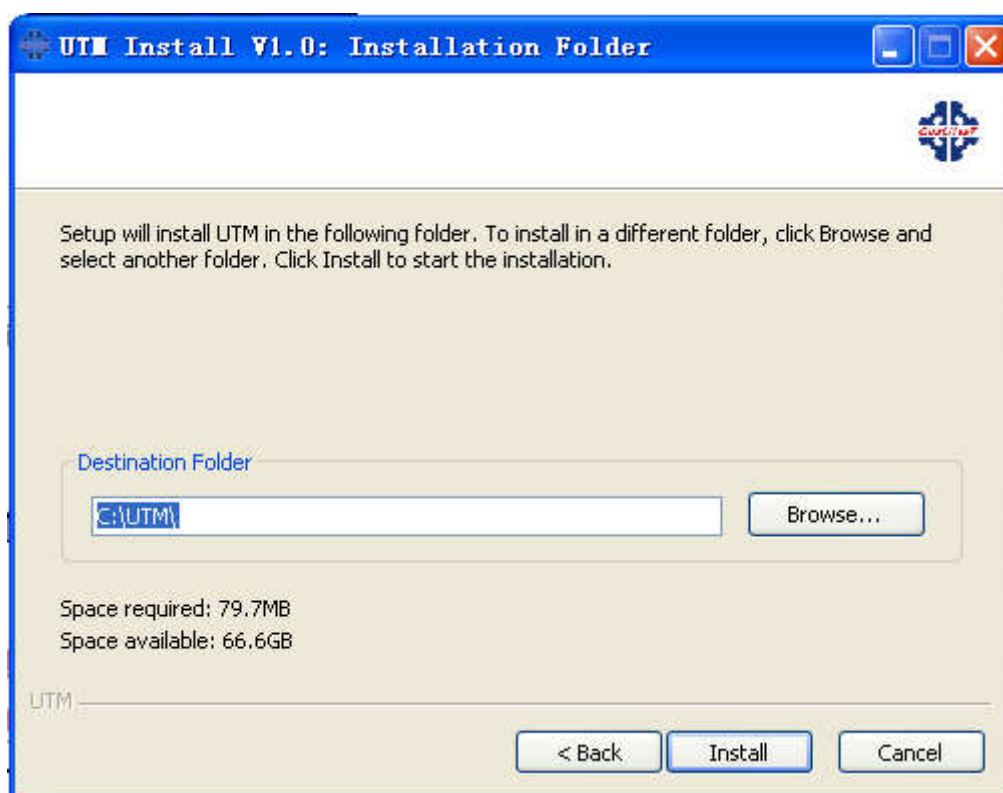 UTM Install V1.0: Installation Folder
Setup will install UTM in the following folder. To install in a different folder, click Browse and
select another folder. Click Install to start the installation.
Destination Folder
C:\UTM\
Browse...
Space required: 79.7MB
Space available: 66.6GB
UTM
< Back
Install
Cancel